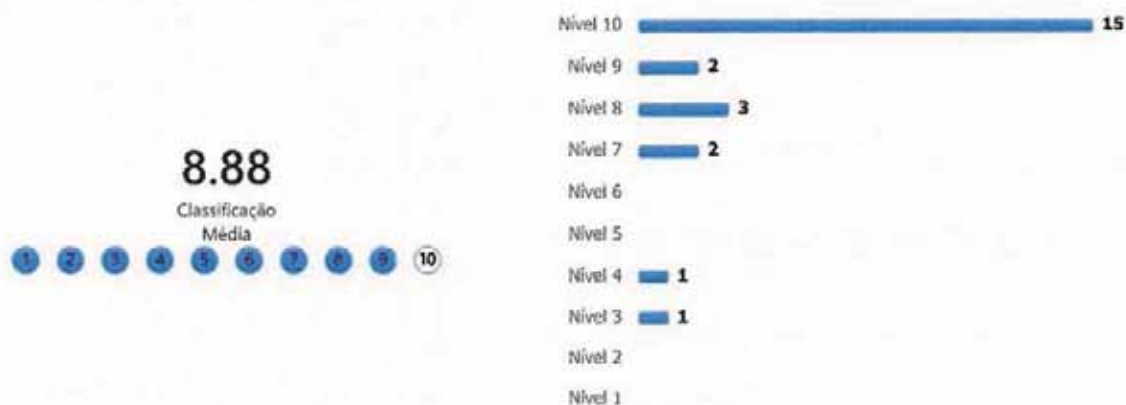 8.88
Classificação
Média
1 2 3 4 5 6 7 8 9 10
Nível 10 15
Nível 9 2
Nível 8 3
Nível 7 2
Nível 6
Nível 5
Nível 4 1
Nível 3 1
Nível 2
Nível 1